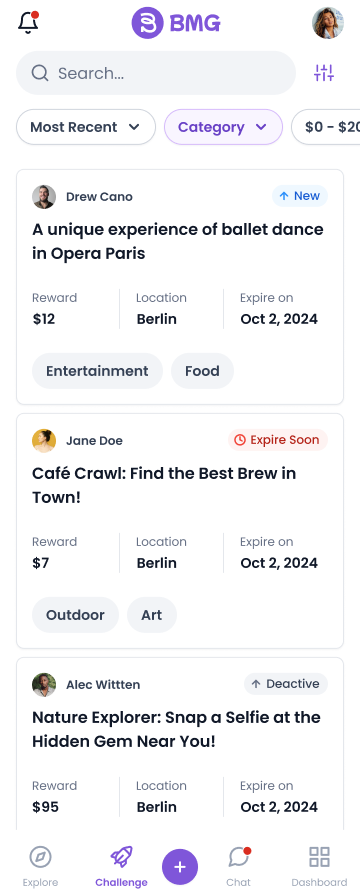 BMG
Search...
Most Recent
Category
$0 - $20
Drew Cano
New
A unique experience of ballet dance
in Opera Paris
Reward
Location
Expire on
$12
Berlin
Oct 2, 2024
Entertainment
Food
Jane Doe
Expire Soon
Café Crawl: Find the Best Brew in
Town!
Reward
Location
Expire on
$7
Berlin
Oct 2, 2024
Outdoor
Art
Alec Wittten
Deactive
Nature Explorer: Snap a Selfie at the
Hidden Gem Near You!
Reward
Location
Expire on
$95
Berlin
Oct 2, 2024
Explore
Challenge
Chat
Dashboard